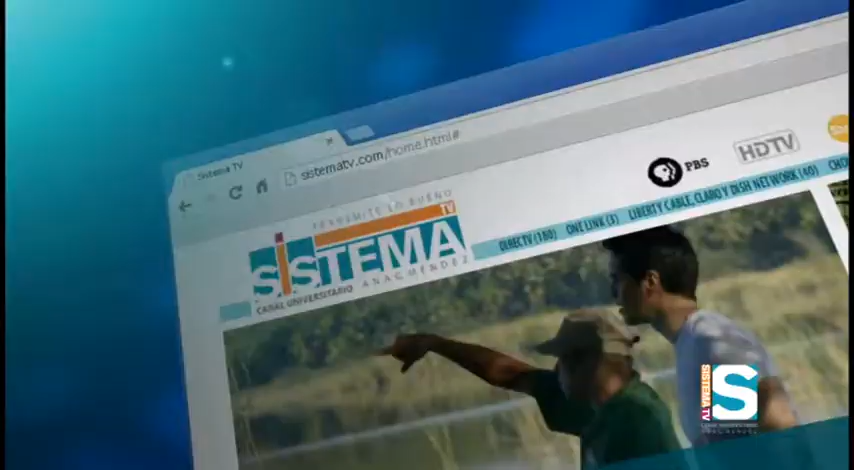 Sistema TV
sistematv.com/home.html#
PBS
HDTV
TRANSMITE LO BUENO
SISTEMA TV
CANAL UNIVERSITARIO ANA G. MÉNDEZ
DIRECTV (180) ONE LINK (3) LIBERTY CABLE, CLARO Y DISH NETWORK (40)
SISTEMA TV
S